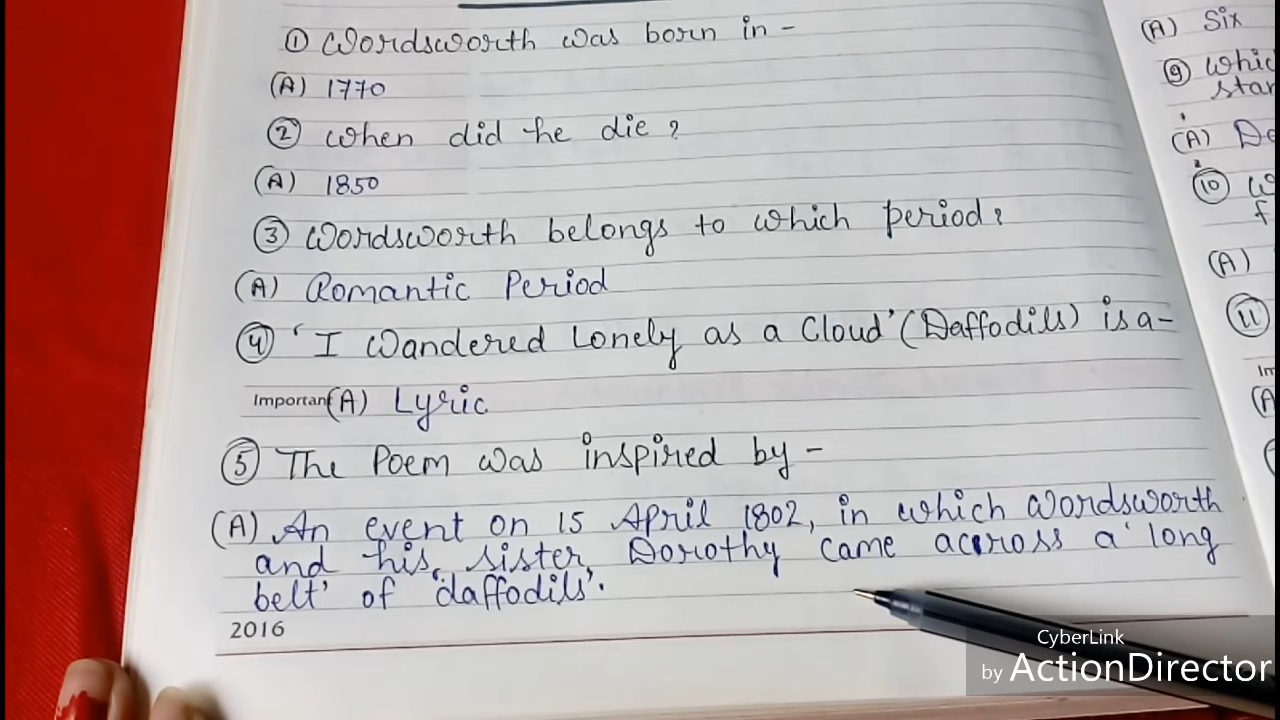 ① Wordsworth was born in -
(A) 1770
② When did he die ?
(A) 1850
③ Wordsworth belongs to which period?
(A) Romantic Period
④ 'I Wandered Lonely as a Cloud' (Daffodils) is a-
Important (A) Lyric
⑤ The Poem was inspired by -
(A) An event on 15 April 1802, in which Wordsworth
and his, sister, Dorothy came across a 'long
belt' of 'daffodils'.
2016
(A) Six
⑨
(A)
⑩
(A)
⑪
CyberLink
by ActionDirector